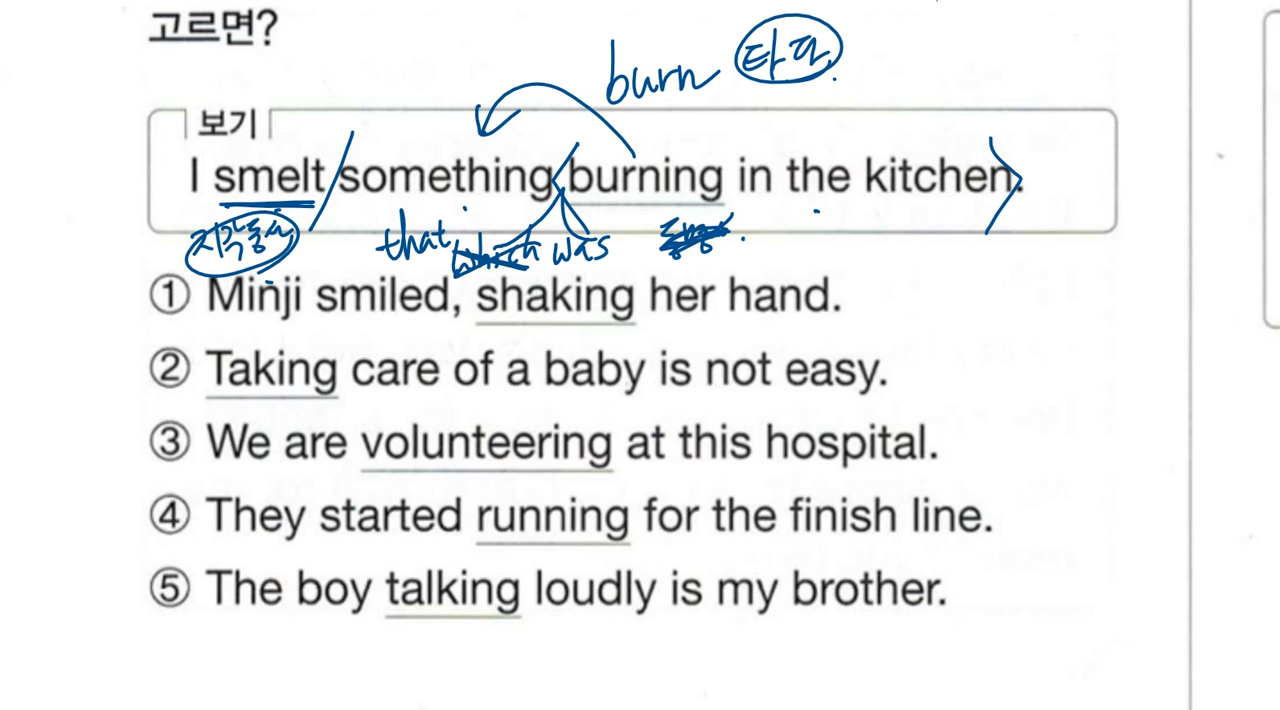 고르면?
burn 타다.
보기
I smelt something burning in the kitchen.
지각동사 that which was
① Minji smiled, shaking her hand.
② Taking care of a baby is not easy.
③ We are volunteering at this hospital.
④ They started running for the finish line.
⑤ The boy talking loudly is my brother.